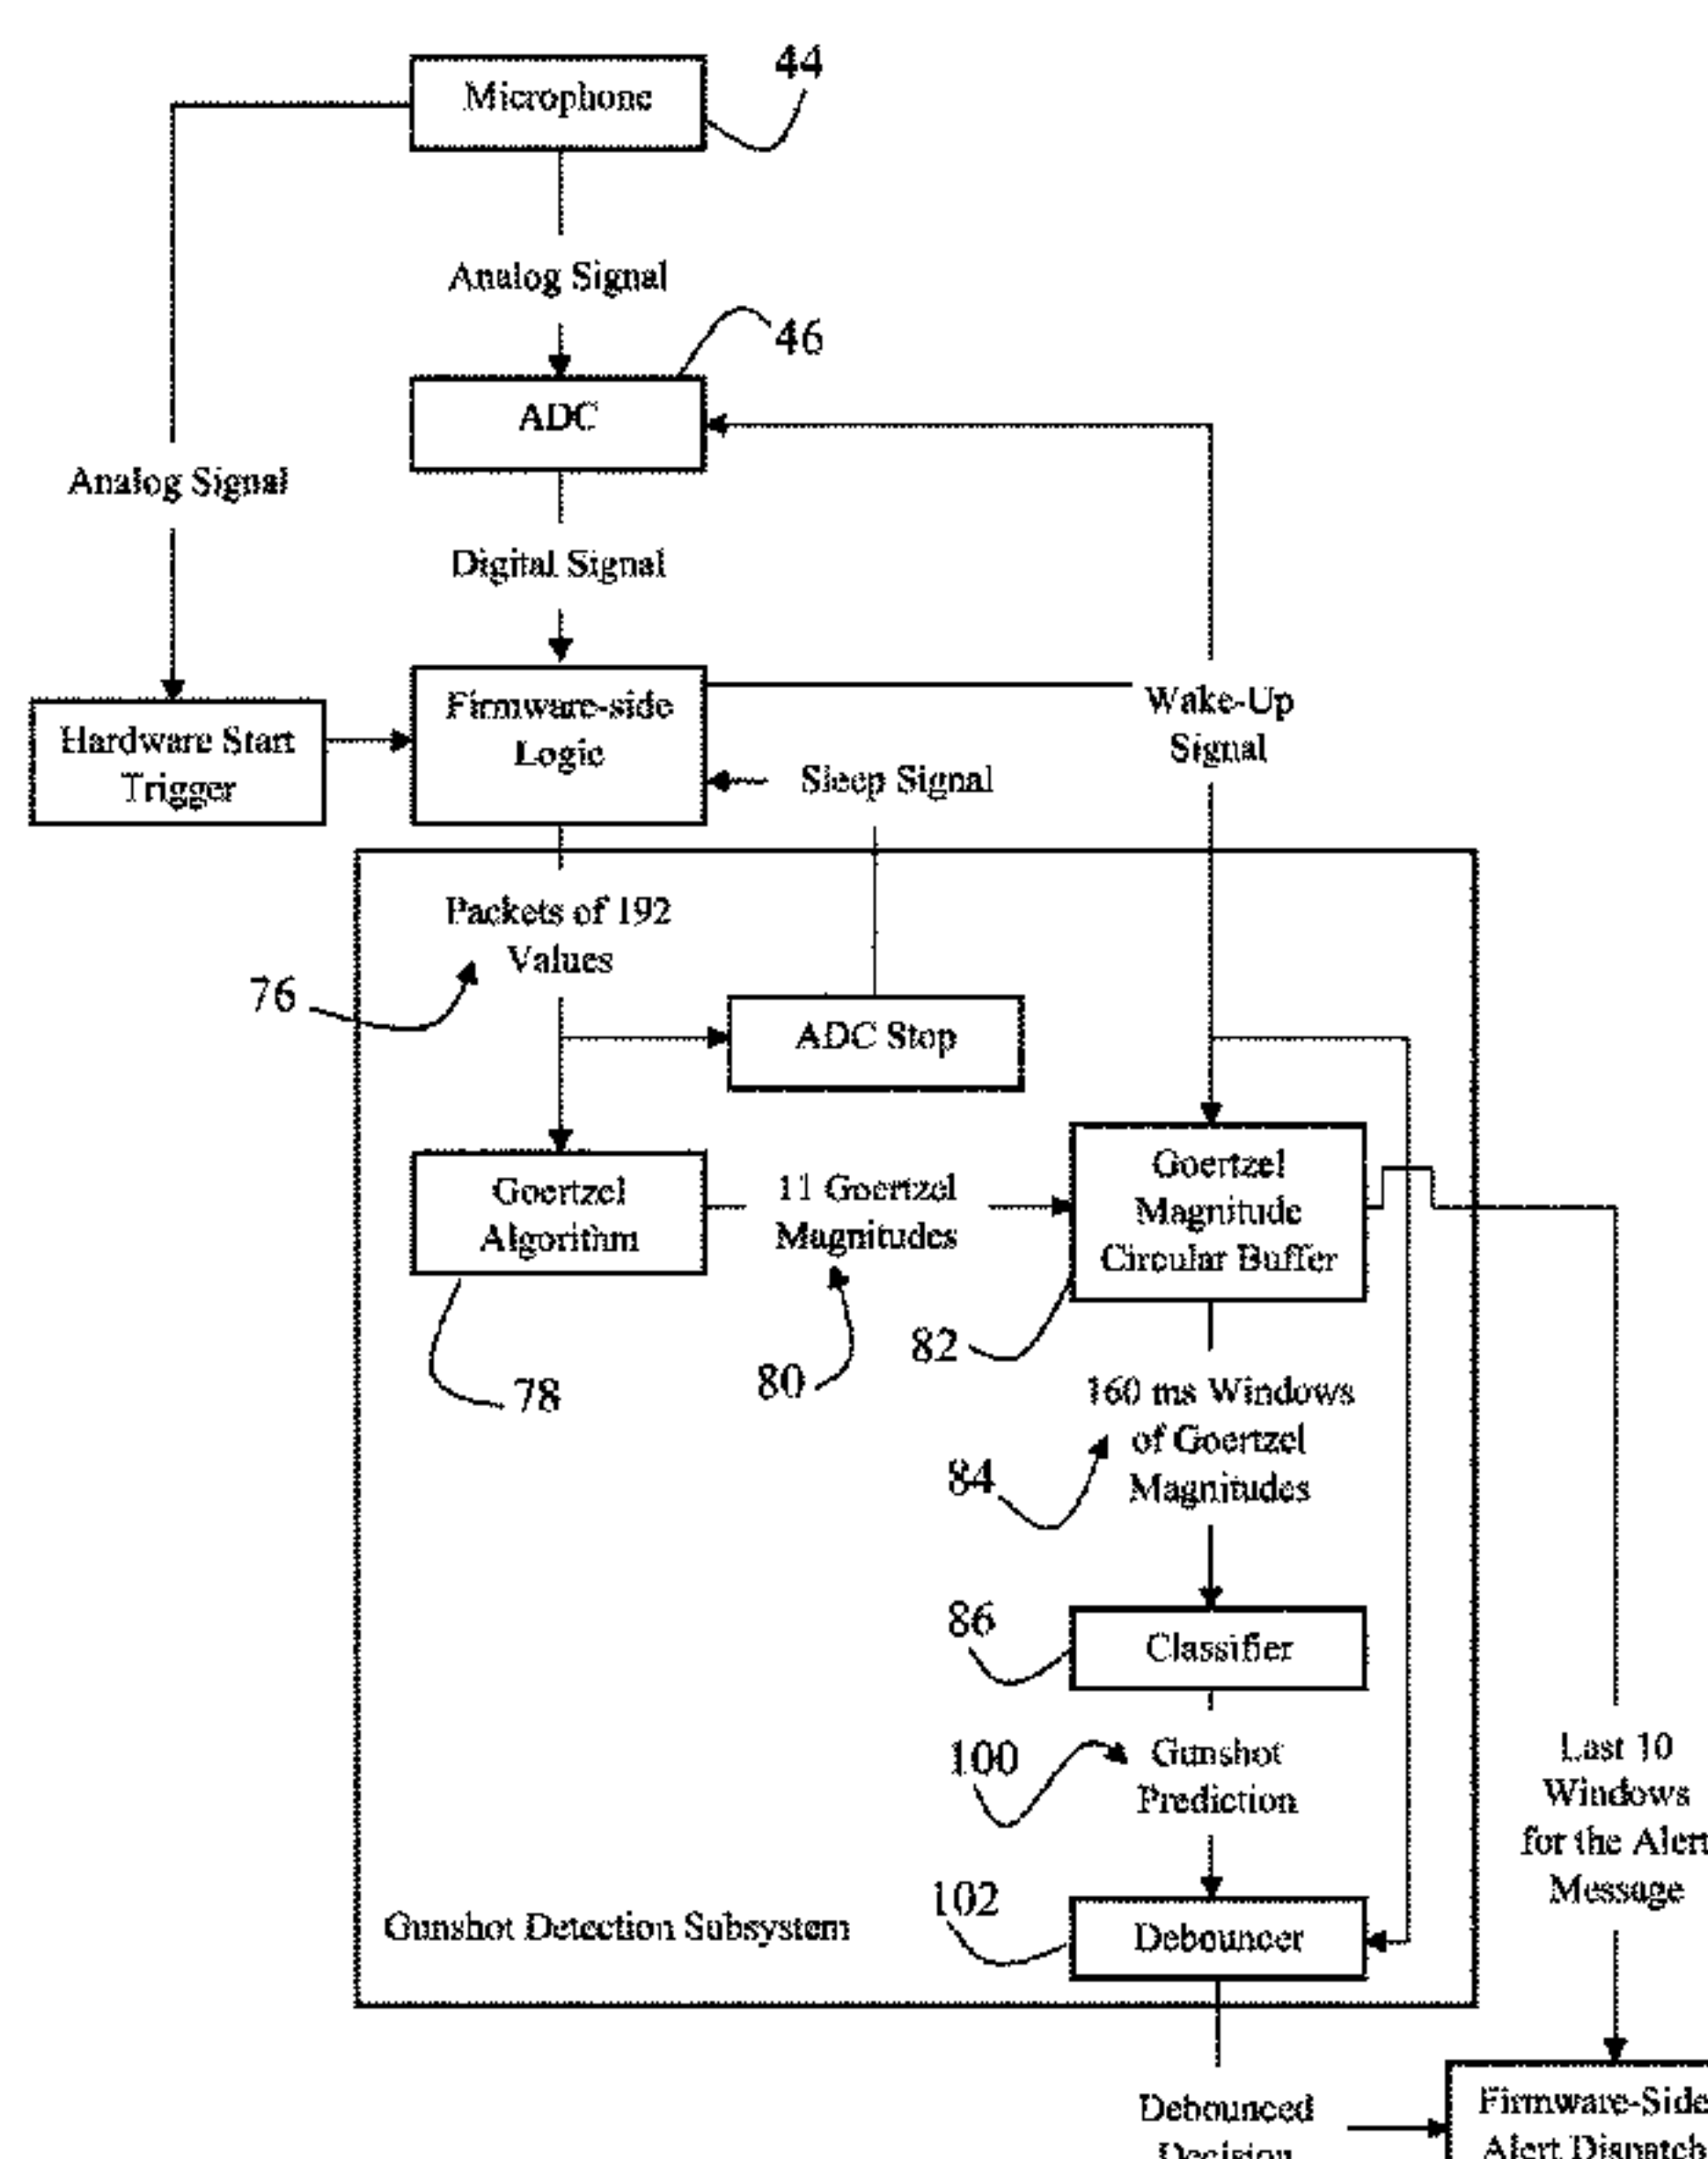 44
Microphone
Analog Signal
46
ADC
Analog Signal
Digital Signal
Firmware-side
Logic
Wake-Up
Signal
Hardware Start
Trigger
Sleep Signal
Packets of 192
Values
76
ADC Stop
Goertzel
Algorithm
11 Goertzel
Magnitudes
Goertzel
Magnitude
Circular Buffer
82
80
78
160 ms Windows
of Goertzel
Magnitudes
84
86
Classifier
100
Gunshot
Prediction
Last 10
Windows
for the Alert
Message
102
Debouncer
Gunshot Detection Subsystem
Debounced
Decision
Firmware-Side
Alert Dispatch